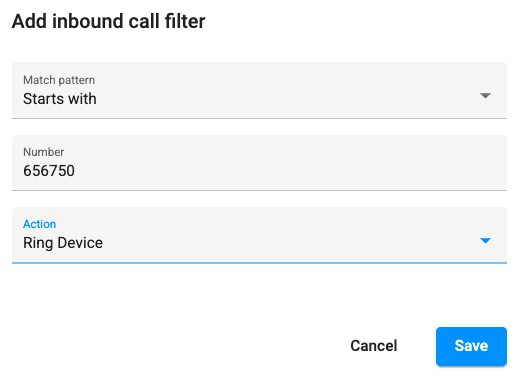 Add inbound call filter
Match pattern
Starts with
Number
656750
Action
Ring Device
Cancel
Save